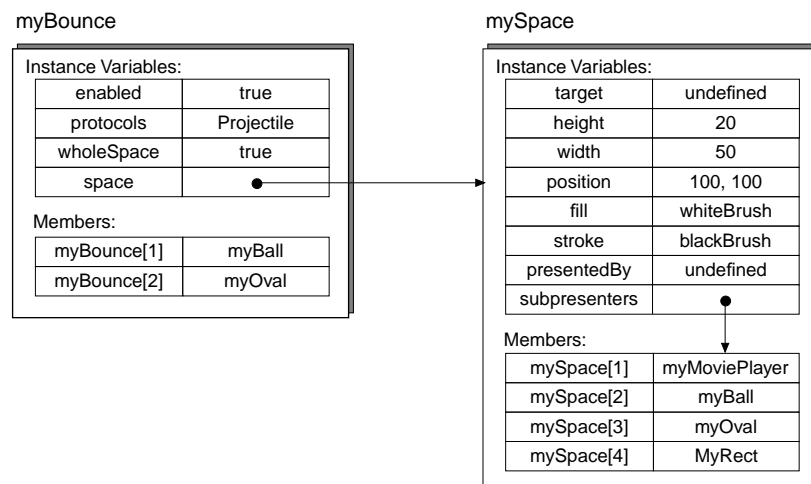 myBounce
Instance Variables:
enabled true
protocols Projectile
wholeSpace true
space
Members:
myBounce[1] myBall
myBounce[2] myOval
mySpace
Instance Variables:
target undefined
height 20
width 50
position 100, 100
fill whiteBrush
stroke blackBrush
presentedBy undefined
subpresenters
Members:
mySpace[1] myMoviePlayer
mySpace[2] myBall
mySpace[3] myOval
mySpace[4] MyRect